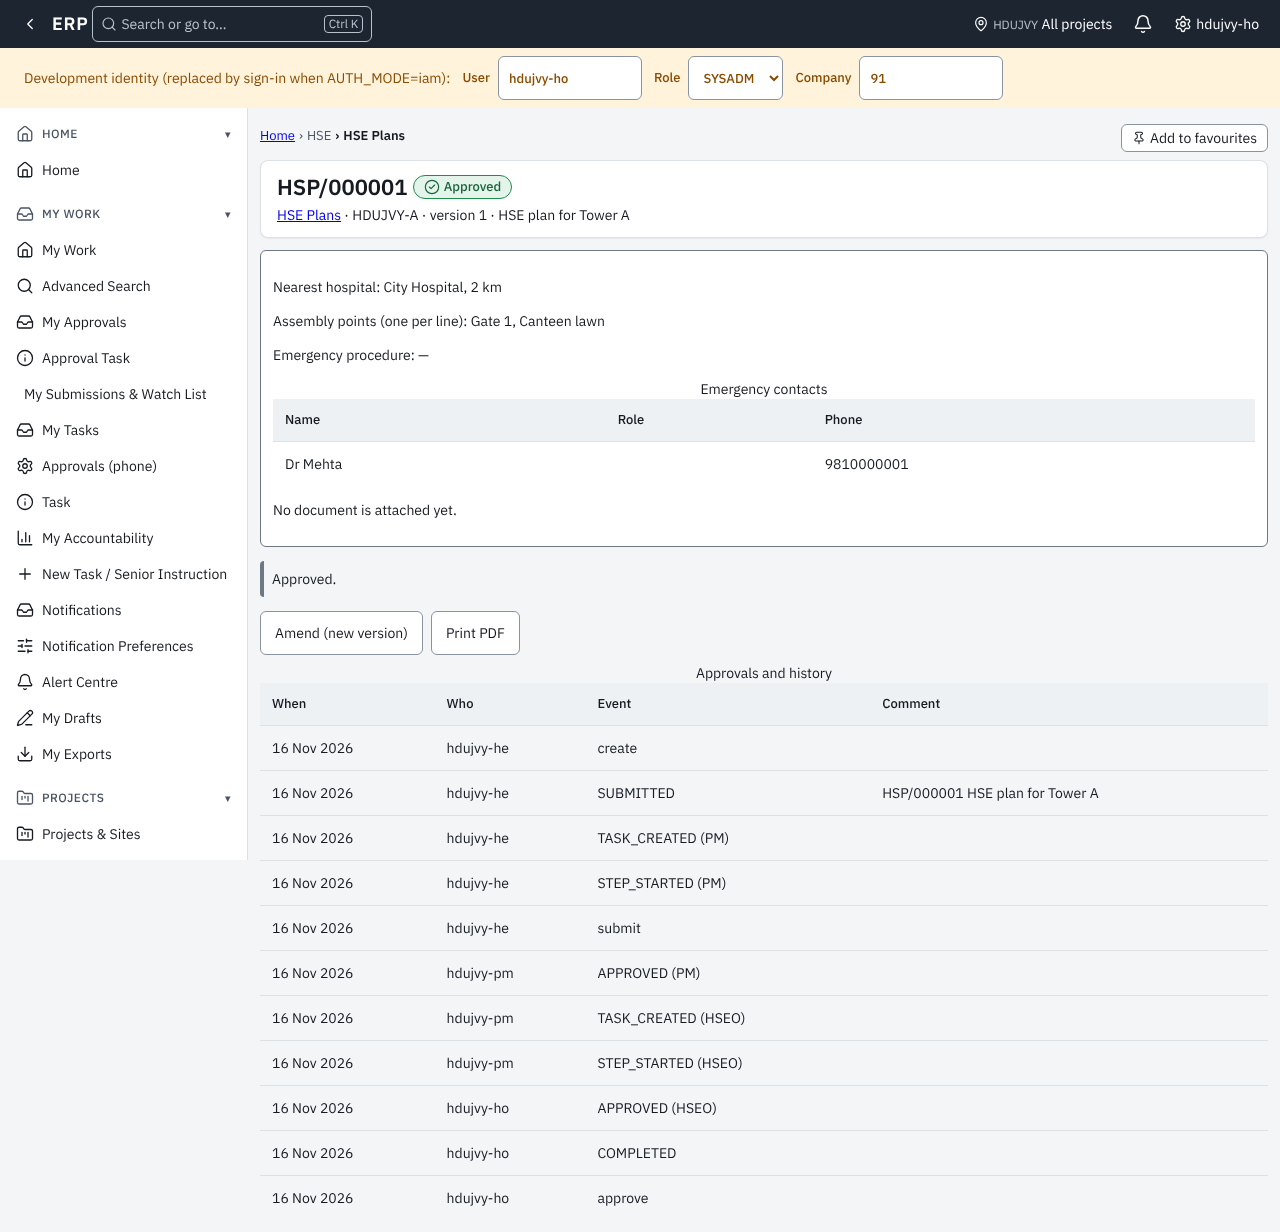 ERP
Search or go to...
Ctrl K
HDUJVY All projects
hdujvy-ho
Development identity (replaced by sign-in when AUTH_MODE=iam):
User
hdujvy-ho
Role
SYSADM
Company
91
HOME
Home
MY WORK
My Work
Advanced Search
My Approvals
Approval Task
My Submissions & Watch List
My Tasks
Approvals (phone)
Task
My Accountability
New Task / Senior Instruction
Notifications
Notification Preferences
Alert Centre
My Drafts
My Exports
PROJECTS
Projects & Sites
Home › HSE › HSE Plans
Add to favourites
HSP/000001
Approved
HSE Plans · HDUJVY-A · version 1 · HSE plan for Tower A
Nearest hospital: City Hospital, 2 km
Assembly points (one per line): Gate 1, Canteen lawn
Emergency procedure: —
Emergency contacts
Name Role Phone
Dr Mehta 9810000001
No document is attached yet.
Approved.
Amend (new version)
Print PDF
Approvals and history
When Who Event Comment
16 Nov 2026 hdujvy-he create
16 Nov 2026 hdujvy-he SUBMITTED HSP/000001 HSE plan for Tower A
16 Nov 2026 hdujvy-he TASK_CREATED (PM)
16 Nov 2026 hdujvy-he STEP_STARTED (PM)
16 Nov 2026 hdujvy-he submit
16 Nov 2026 hdujvy-pm APPROVED (PM)
16 Nov 2026 hdujvy-pm TASK_CREATED (HSEO)
16 Nov 2026 hdujvy-pm STEP_STARTED (HSEO)
16 Nov 2026 hdujvy-ho APPROVED (HSEO)
16 Nov 2026 hdujvy-ho COMPLETED
16 Nov 2026 hdujvy-ho approve